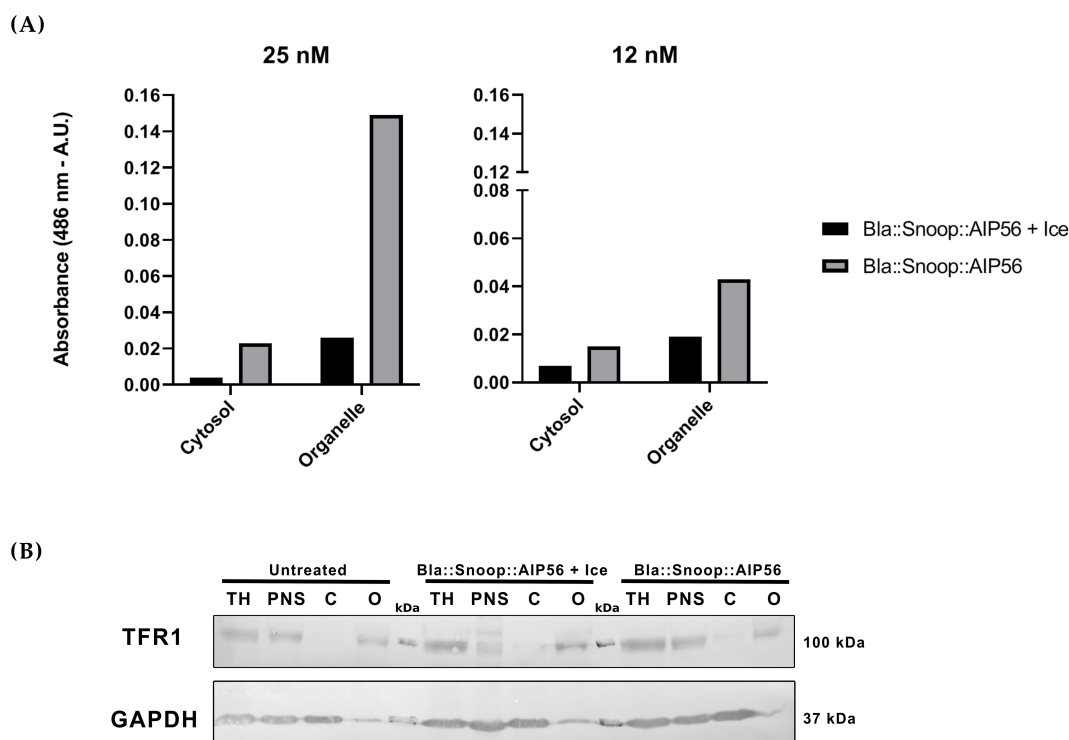 (A)
25 nM
12 nM
Absorbance (486 nm - A.U.)
0.16
0.14
0.12
0.10
0.08
0.06
0.04
0.02
0.00
Cytosol
Organelle
0.16
0.14
0.12
0.08
0.06
0.04
0.02
0.00
Cytosol
Organelle
Bla::Snoop::AIP56 + Ice
Bla::Snoop::AIP56
(B)
Untreated Bla::Snoop::AIP56 + Ice Bla::Snoop::AIP56
TH PNS C O kDa TH PNS C O kDa TH PNS C O
TFR1 100 kDa
GAPDH 37 kDa